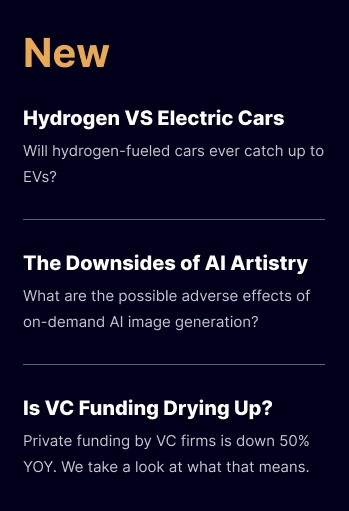 New
Hydrogen VS Electric Cars
Will hydrogen-fueled cars ever catch up to
EVs?
The Downsides of AI Artistry
What are the possible adverse effects of
on-demand AI image generation?
Is VC Funding Drying Up?
Private funding by VC firms is down 50%
YOY. We take a look at what that means.